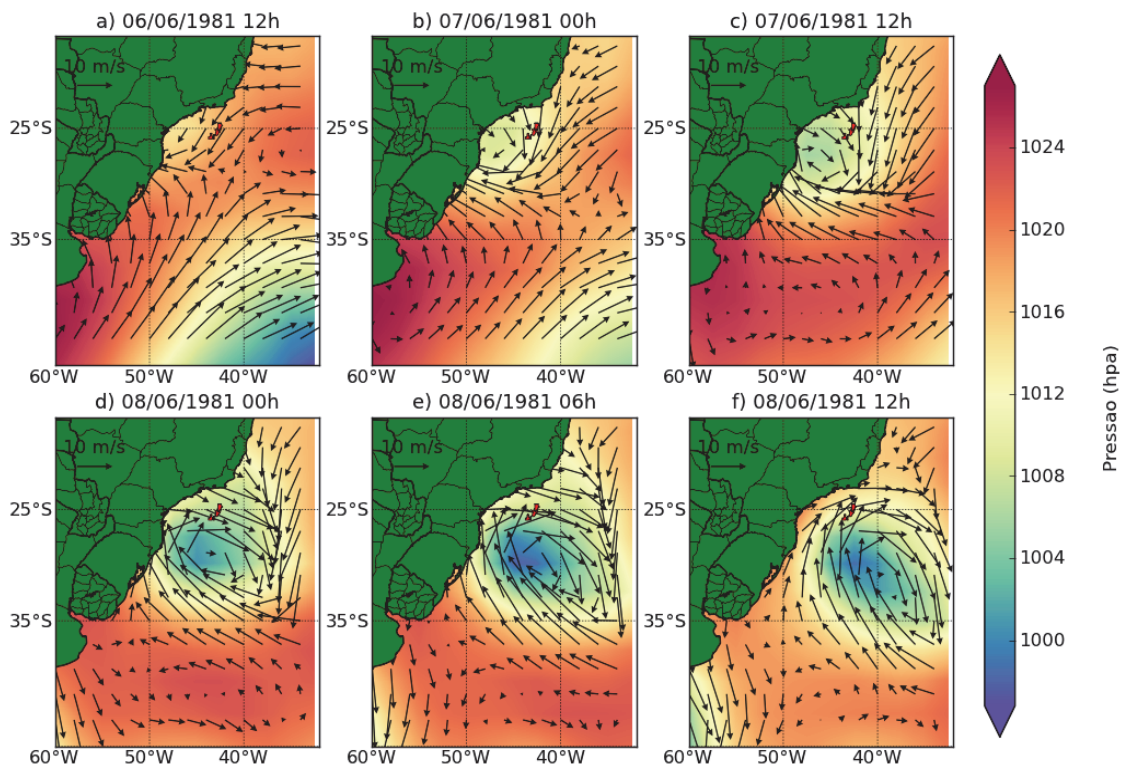 a) 06/06/1981 12h
b) 07/06/1981 00h
c) 07/06/1981 12h
10 m/s
10 m/s
10 m/s
25°S
25°S
25°S
35°S
35°S
35°S
60°W 50°W 40°W
60°W 50°W 40°W
60°W 50°W 40°W
d) 08/06/1981 00h
e) 08/06/1981 06h
f) 08/06/1981 12h
10 m/s
10 m/s
10 m/s
25°S
25°S
25°S
35°S
35°S
35°S
60°W 50°W 40°W
60°W 50°W 40°W
60°W 50°W 40°W
1024
1020
1016
1012
1008
1004
1000
Pressao (hpa)